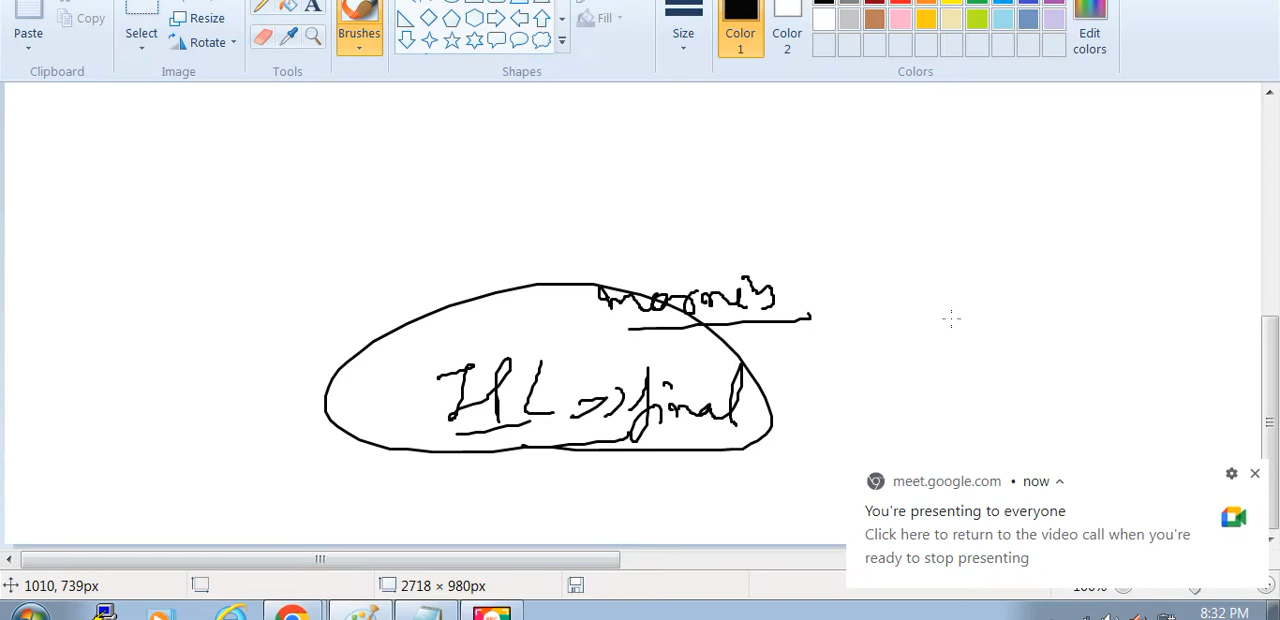 Paste
Copy
Clipboard
Select
Resize
Rotate
Image
A
Tools
Brushes
Shapes
Fill
Size
Color 1
Color 2
Edit colors
Colors
=> final
meet.google.com • now
You're presenting to everyone
Click here to return to the video call when you're
ready to stop presenting
1010, 739px
2718 × 980px
100%
8:32 PM